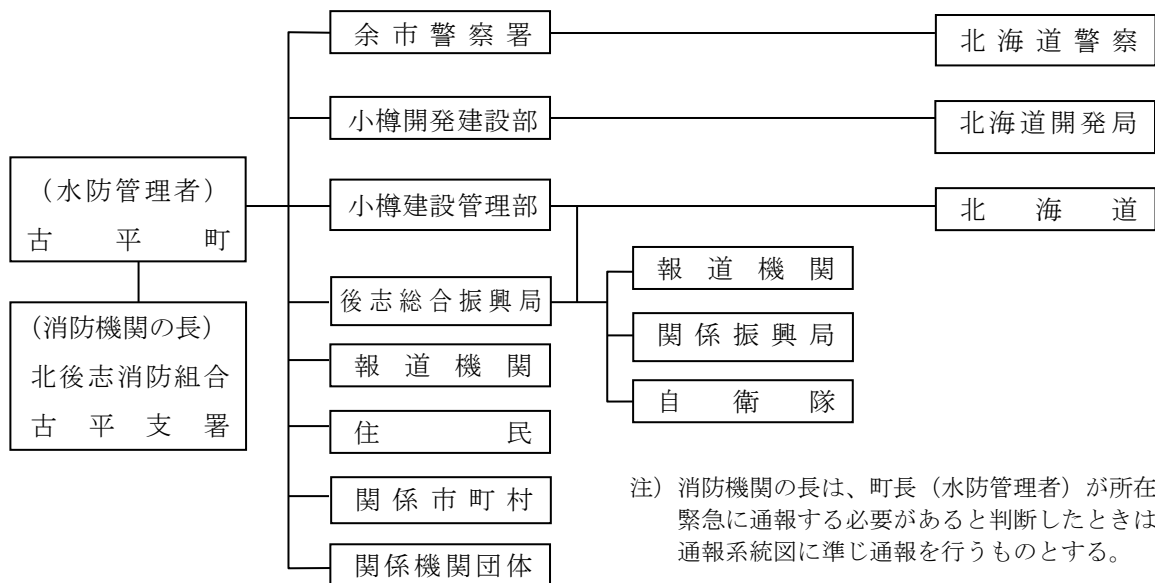 余市警察署
北海道警察
小樽開発建設部
北海道開発局
(水防管理者)
古平町
小樽建設管理部
北海道
報道機関
後志総合振興局
(消防機関の長)
北後志消防組合
古平支署
関係振興局
報道機関
自衛隊
住民
関係市町村
関係機関団体
注）消防機関の長は、町長（水防管理者）が所在
緊急に通報する必要があると判断したときは
通報系統図に準じ通報を行うものとする。